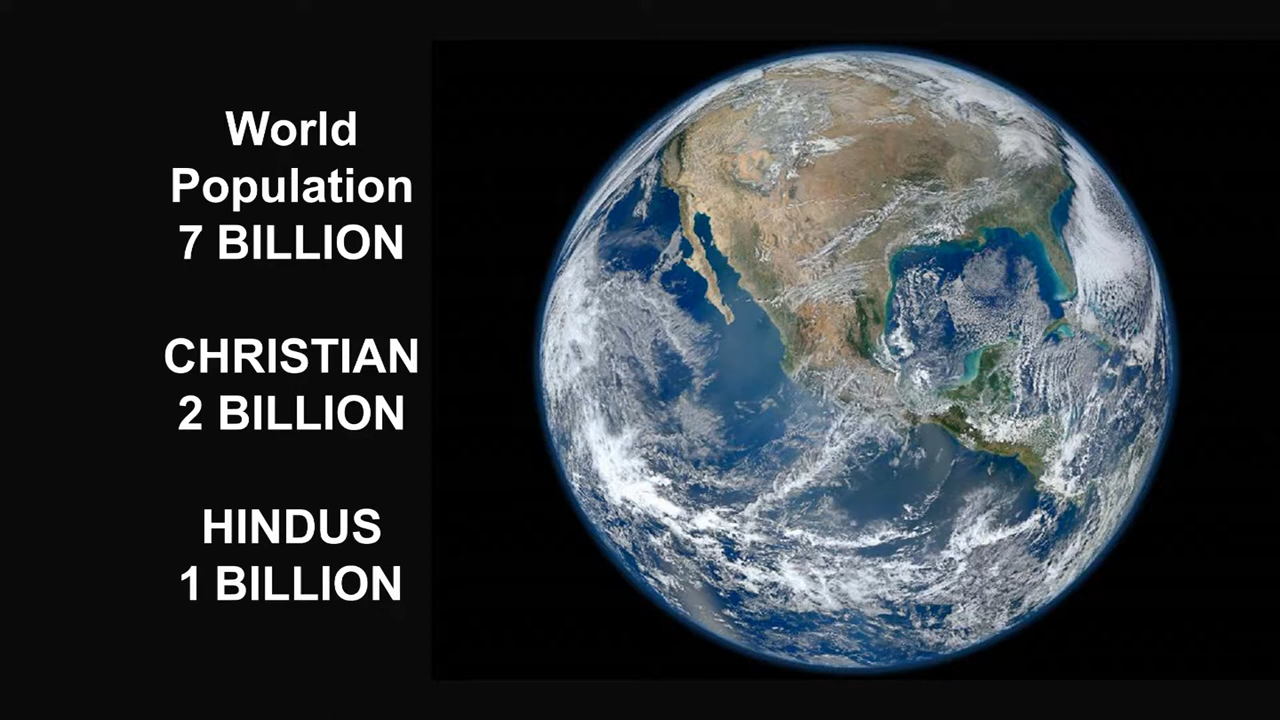 World
Population
7 BILLION
CHRISTIAN
2 BILLION
HINDUS
1 BILLION